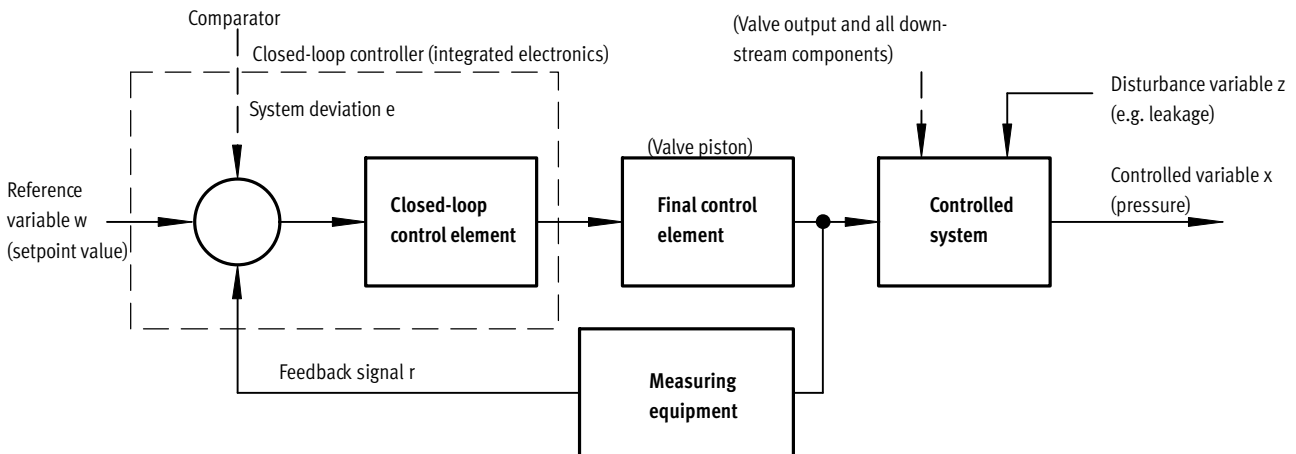 Comparator
Closed-loop controller (integrated electronics)
System deviation e
(Valve output and all down-
stream components)
Disturbance variable z
(e.g. leakage)
Reference
variable w
(setpoint value)
Closed-loop
control element
(Valve piston)
Final control
element
Controlled
system
Controlled variable x
(pressure)
Feedback signal r
Measuring
equipment